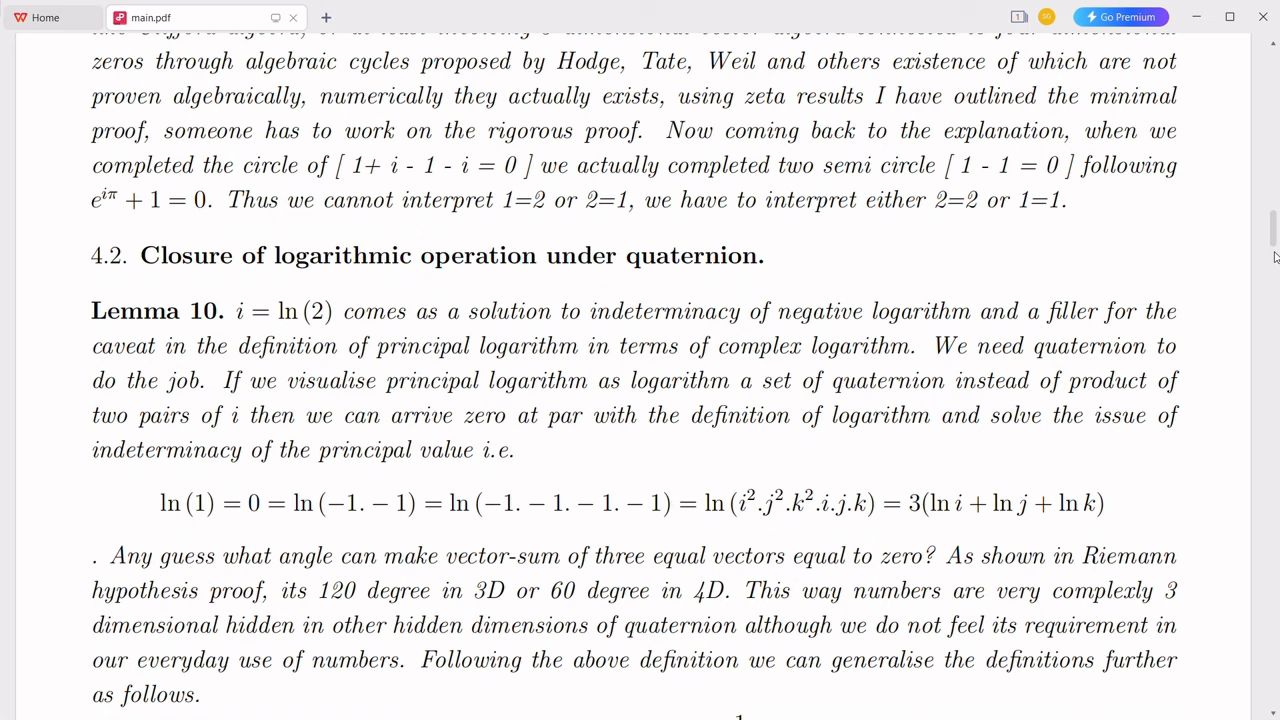 Home
main.pdf
1
SG
Go Premium
zeros through algebraic cycles proposed by Hodge, Tate, Weil and others existence of which are not
proven algebraically, numerically they actually exists, using zeta results I have outlined the minimal
proof, someone has to work on the rigorous proof. Now coming back to the explanation, when we
completed the circle of [ 1+ i - 1 - i = 0 ] we actually completed two semi circle [ 1 - 1 = 0 ] following
e^{iπ} + 1 = 0. Thus we cannot interpret 1=2 or 2=1, we have to interpret either 2=2 or 1=1.
4.2. Closure of logarithmic operation under quaternion.
Lemma 10. i = ln (2) comes as a solution to indeterminacy of negative logarithm and a filler for the
caveat in the definition of principal logarithm in terms of complex logarithm. We need quaternion to
do the job. If we visualise principal logarithm as logarithm a set of quaternion instead of product of
two pairs of i then we can arrive zero at par with the definition of logarithm and solve the issue of
indeterminacy of the principal value i.e.
ln (1) = 0 = ln (−1. − 1) = ln (−1. − 1. − 1. − 1) = ln (i².j².k².i.j.k) = 3(ln i + ln j + ln k)
. Any guess what angle can make vector-sum of three equal vectors equal to zero? As shown in Riemann
hypothesis proof, its 120 degree in 3D or 60 degree in 4D. This way numbers are very complexly 3
dimensional hidden in other hidden dimensions of quaternion although we do not feel its requirement in
our everyday use of numbers. Following the above definition we can generalise the definitions further
as follows.